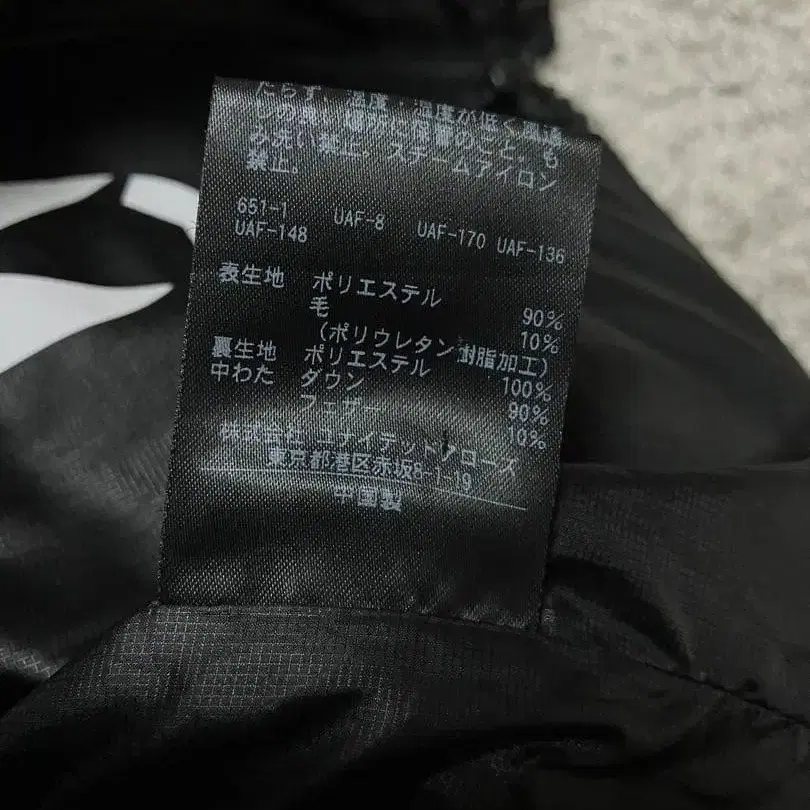 たらず、湿度・温度が低く風通
しの良い場所に保管のこと。も
み洗い禁止。スチームアイロン
禁止。
651-1 UAF-8 UAF-170 UAF-136
UAF-148
表生地 ポリエステル 90%
毛 10%
(ポリウレタン樹脂加工)
裏生地 ポリエステル 100%
中わた ダウン 90%
フェザー 10%
株式会社 ユナイテッドアローズ
東京都港区赤坂8-1-19
中国製